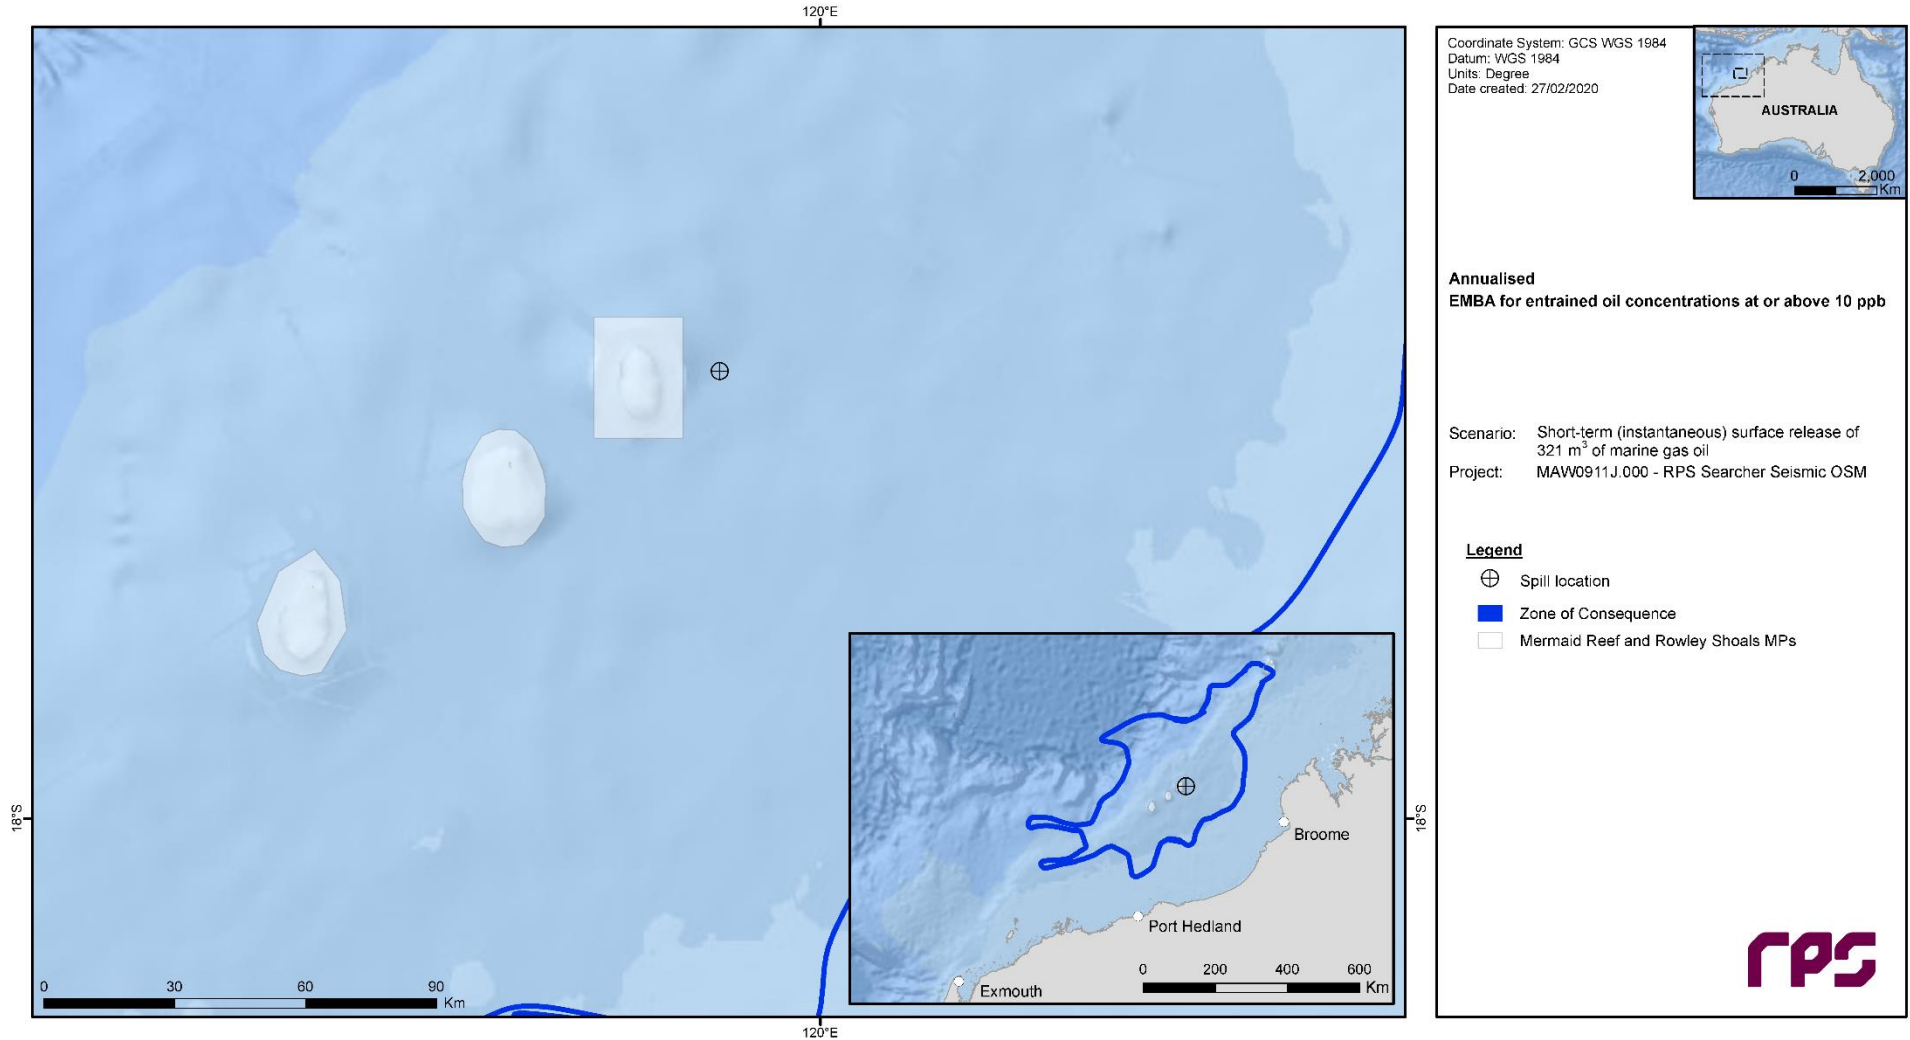 120°E
18°S
18°S
120°E
0 30 60 90
Km
Broome
Port Hedland
Exmouth
0 200 400 600
Km
Coordinate System: GCS WGS 1984
Datum: WGS 1984
Units: Degree
Date created: 27/02/2020
AUSTRALIA
0 2,000
Km
Annualised
EMBA for entrained oil concentrations at or above 10 ppb
Scenario: Short-term (instantaneous) surface release of
321 m³ of marine gas oil
Project: MAW0911J.000 - RPS Searcher Seismic OSM
Legend
Spill location
Zone of Consequence
Mermaid Reef and Rowley Shoals MPs
rps